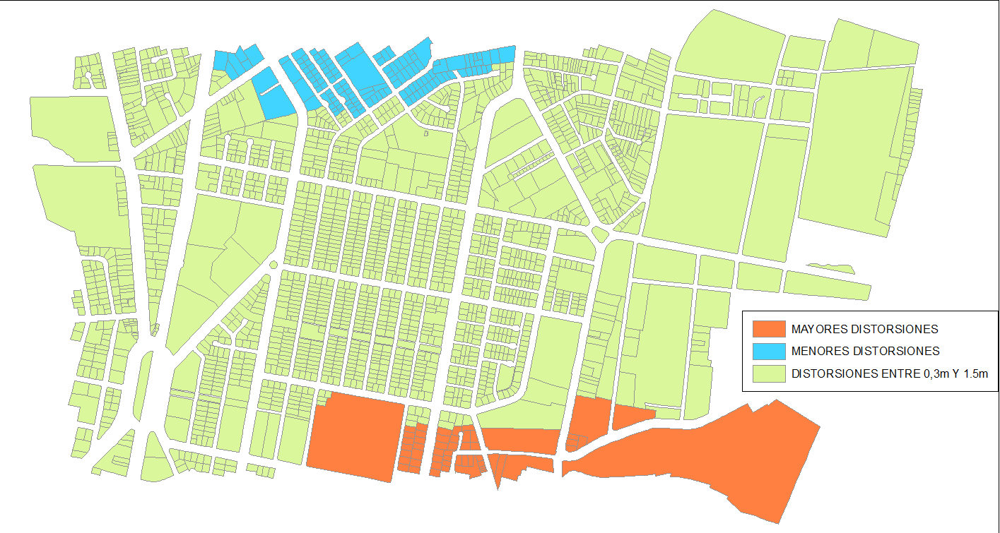 MAYORES DISTORSIONES
MENORES DISTORSIONES
DISTORSIONES ENTRE 0,3m Y 1.5m